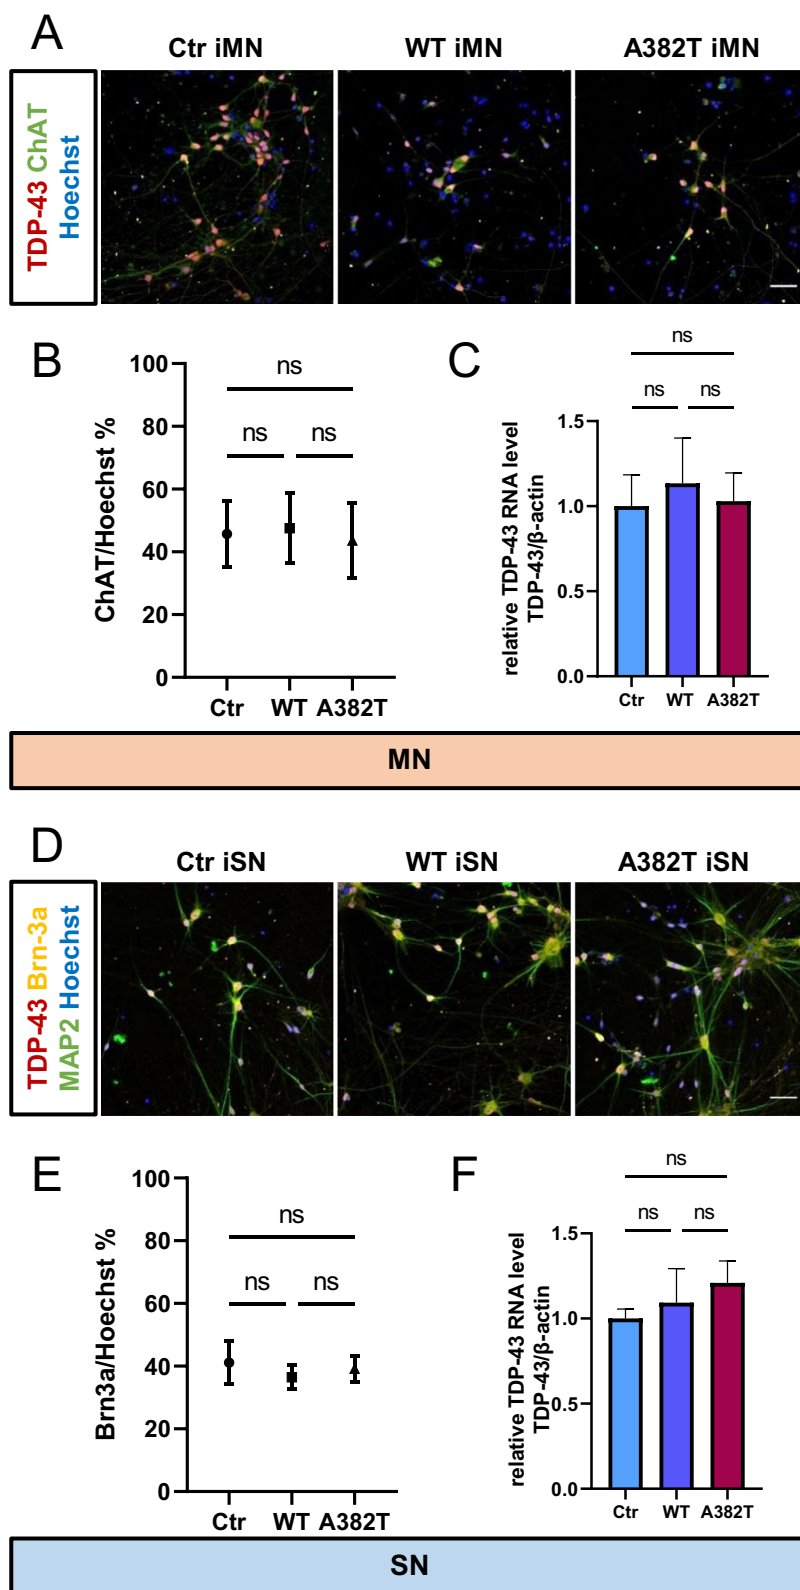 A
Ctr iMN
WT iMN
A382T iMN
TDP-43 ChAT
Hoechst
B
100
80
60
40
20
0
ChAT/Hoechst %
ns
ns
ns
Ctr
WT
A382T
C
ns
ns
ns
1.5
1.0
0.5
0.0
relative TDP-43 RNA level
TDP-43/β-actin
Ctr
WT
A382T
MN
D
Ctr iSN
WT iSN
A382T iSN
TDP-43 Brn-3a
MAP2 Hoechst
E
100
80
60
40
20
0
Brn3a/Hoechst %
ns
ns
ns
Ctr
WT
A382T
F
ns
ns
ns
1.5
1.0
0.5
0.0
relative TDP-43 RNA level
TDP-43/β-actin
Ctr
WT
A382T
SN